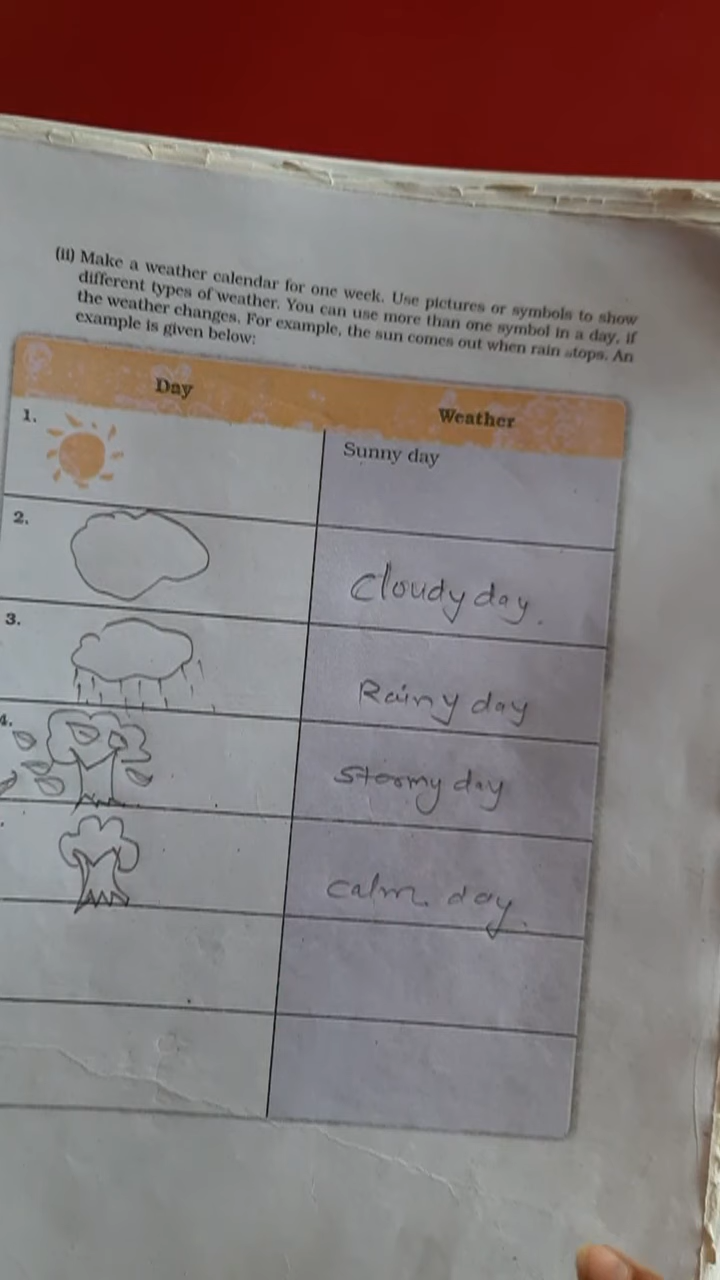 (ii) Make a weather calendar for one week. Use pictures or symbols to show
different types of weather. You can use more than one symbol in a day, if
the weather changes. For example, the sun comes out when rain stops. An
example is given below:
Day Weather
1. Sunny day
2. Cloudy day.
3. Rainy day
4. Stormy day
Calm day.